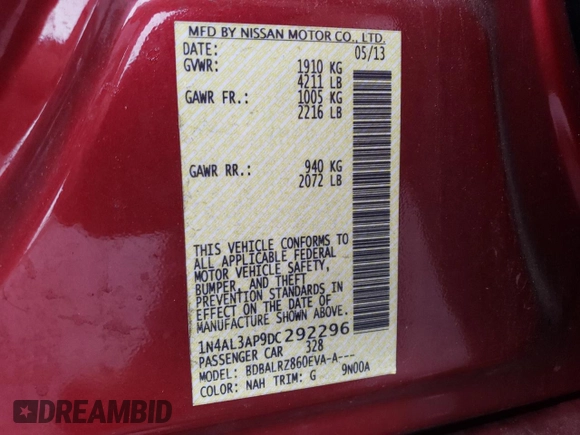 MFD BY NISSAN MOTOR CO., LTD.
DATE: 05/13
GVWR: 1910 KG
4211 LB
GAWR FR.: 1005 KG
2216 LB
GAWR RR.: 940 KG
2072 LB
THIS VEHICLE CONFORMS TO
ALL APPLICABLE FEDERAL
MOTOR VEHICLE SAFETY,
BUMPER, AND THEFT
PREVENTION STANDARDS IN
EFFECT ON THE DATE OF
MANUFACTURE SHOWN ABOVE.
1N4AL3AP9DC292296
PASSENGER CAR 328
MODEL: BDBALRZ860EVA-A---
COLOR: NAH TRIM: G 9N00A
DREAMBID